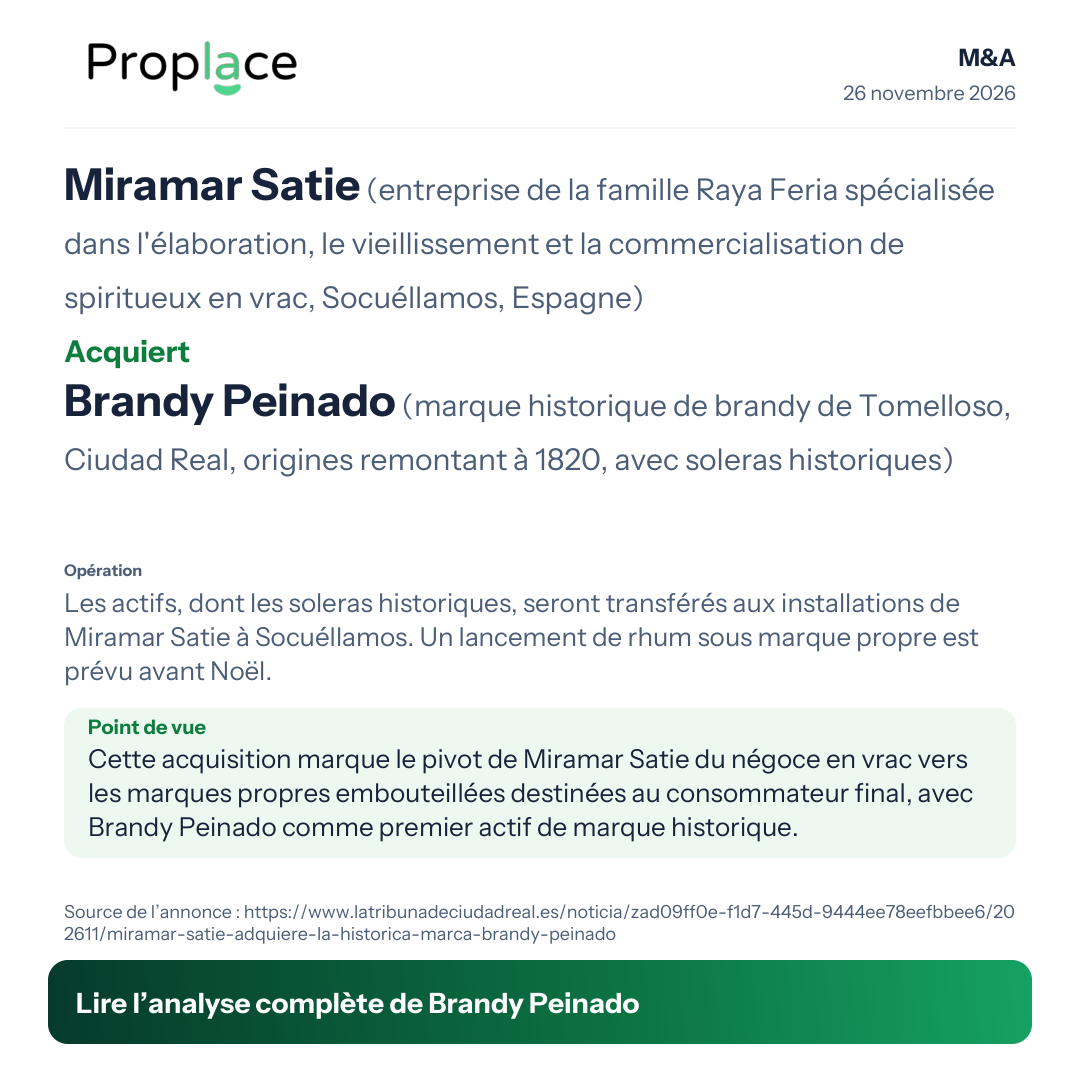 Proplace
M&A
26 novembre 2026
Miramar Satie (entreprise de la famille Raya Feria spécialisée
dans l'élaboration, le vieillissement et la commercialisation de
spiritueux en vrac, Socuéllamos, Espagne)
Acquiert
Brandy Peinado (marque historique de brandy de Tomelloso,
Ciudad Real, origines remontant à 1820, avec soleras historiques)
Opération
Les actifs, dont les soleras historiques, seront transférés aux installations de
Miramar Satie à Socuéllamos. Un lancement de rhum sous marque propre est
prévu avant Noël.
Point de vue
Cette acquisition marque le pivot de Miramar Satie du négoce en vrac vers
les marques propres embouteillées destinées au consommateur final, avec
Brandy Peinado comme premier actif de marque historique.
Source de l’annonce : https://www.latribunadeciudadreal.es/noticia/zad09ff0e-f1d7-445d-9444ee78eefbbee6/20
2611/miramar-satie-adquiere-la-historica-marca-brandy-peinado
Lire l’analyse complète de Brandy Peinado